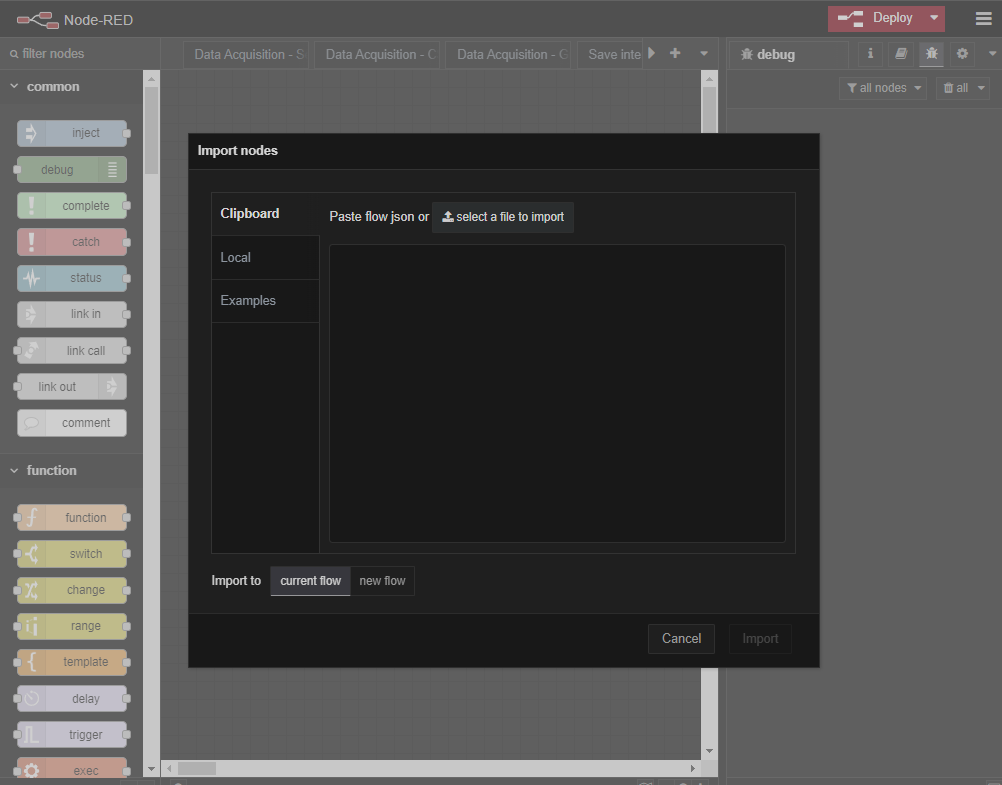 Node-RED
Deploy
filter nodes
Data Acquisition - S
Data Acquisition - C
Data Acquisition - C
Save inte
debug
i
all nodes
all
common
inject
debug
complete
catch
status
link in
link call
link out
comment
function
function
switch
change
range
template
delay
trigger
exec
Import nodes
Clipboard
Local
Examples
Paste flow json or
select a file to import
Import to
current flow
new flow
Cancel
Import